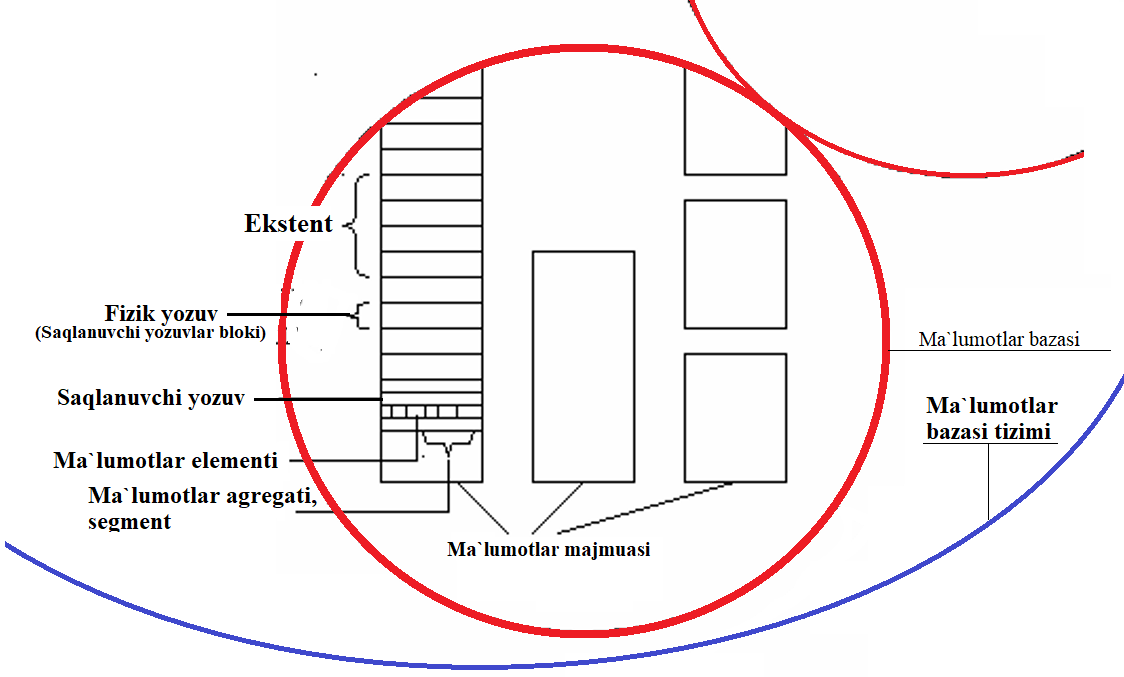 Ekstent
Fizik yozuv
(Saqlanuvchi yozuvlar bloki)
Ma`lumotlar bazasi
Saqlanuvchi yozuv
Ma`lumotlar
bazasi tizimi
Ma`lumotlar elementi
Ma`lumotlar agregati,
segment
Ma`lumotlar majmuasi